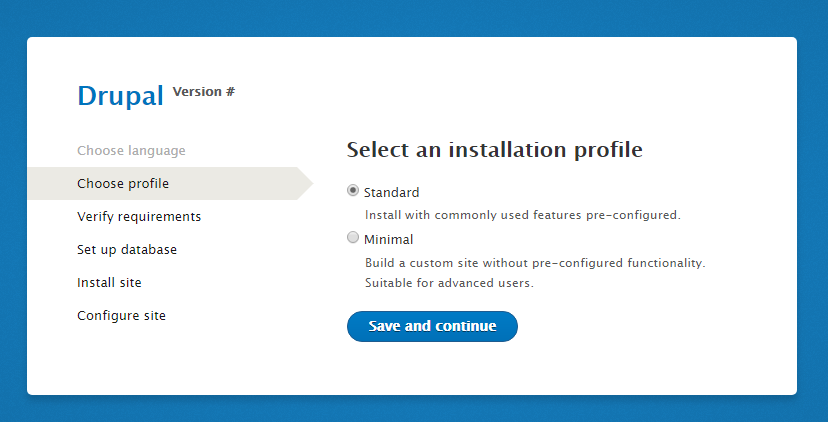 Drupal Version #
Choose language
Choose profile
Verify requirements
Set up database
Install site
Configure site
Select an installation profile
Standard
Install with commonly used features pre-configured.
Minimal
Build a custom site without pre-configured functionality.
Suitable for advanced users.
Save and continue